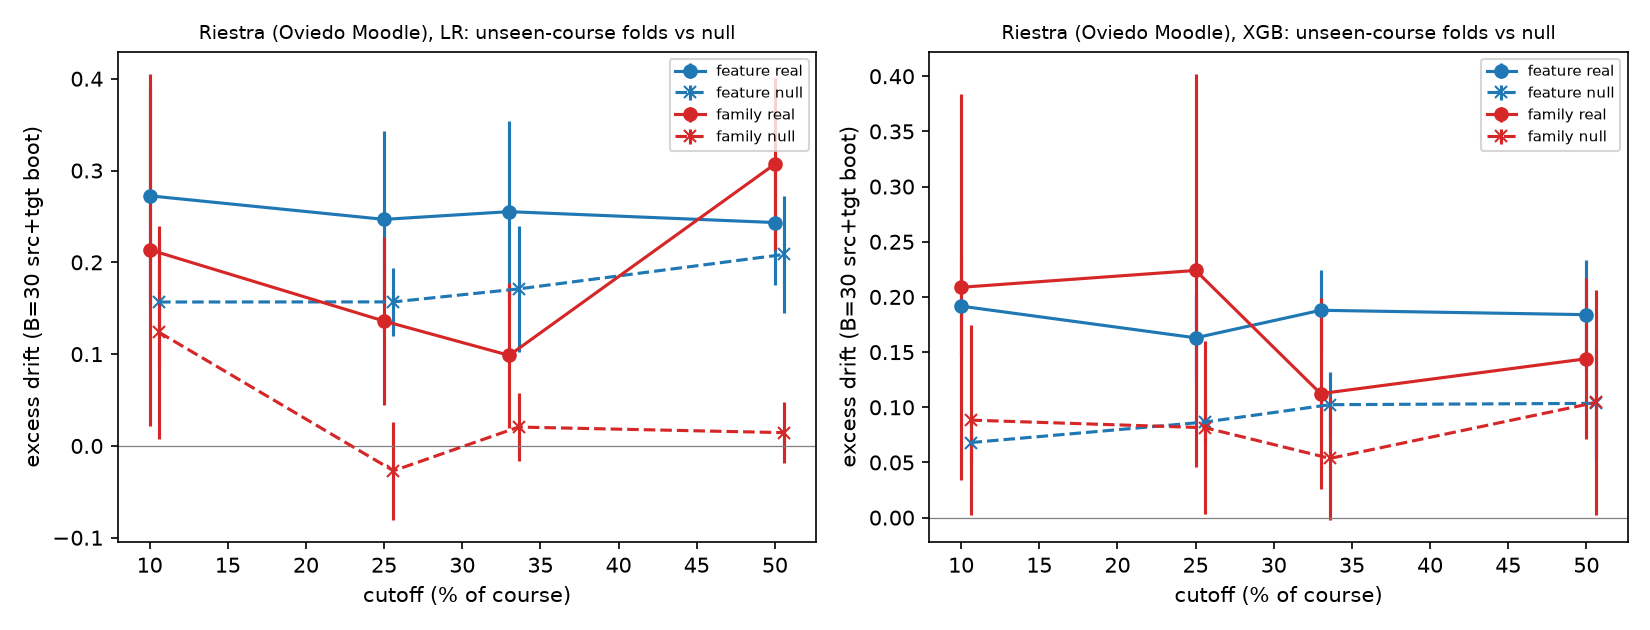 Riestra (Oviedo Moodle), LR: unseen-course folds vs null
excess drift (B=30 src+tgt boot)
0.4
0.3
0.2
0.1
0.0
−0.1
feature real
feature null
family real
family null
10 15 20 25 30 35 40 45 50
cutoff (% of course)
Riestra (Oviedo Moodle), XGB: unseen-course folds vs null
excess drift (B=30 src+tgt boot)
0.40
0.35
0.30
0.25
0.20
0.15
0.10
0.05
0.00
feature real
feature null
family real
family null
10 15 20 25 30 35 40 45 50
cutoff (% of course)